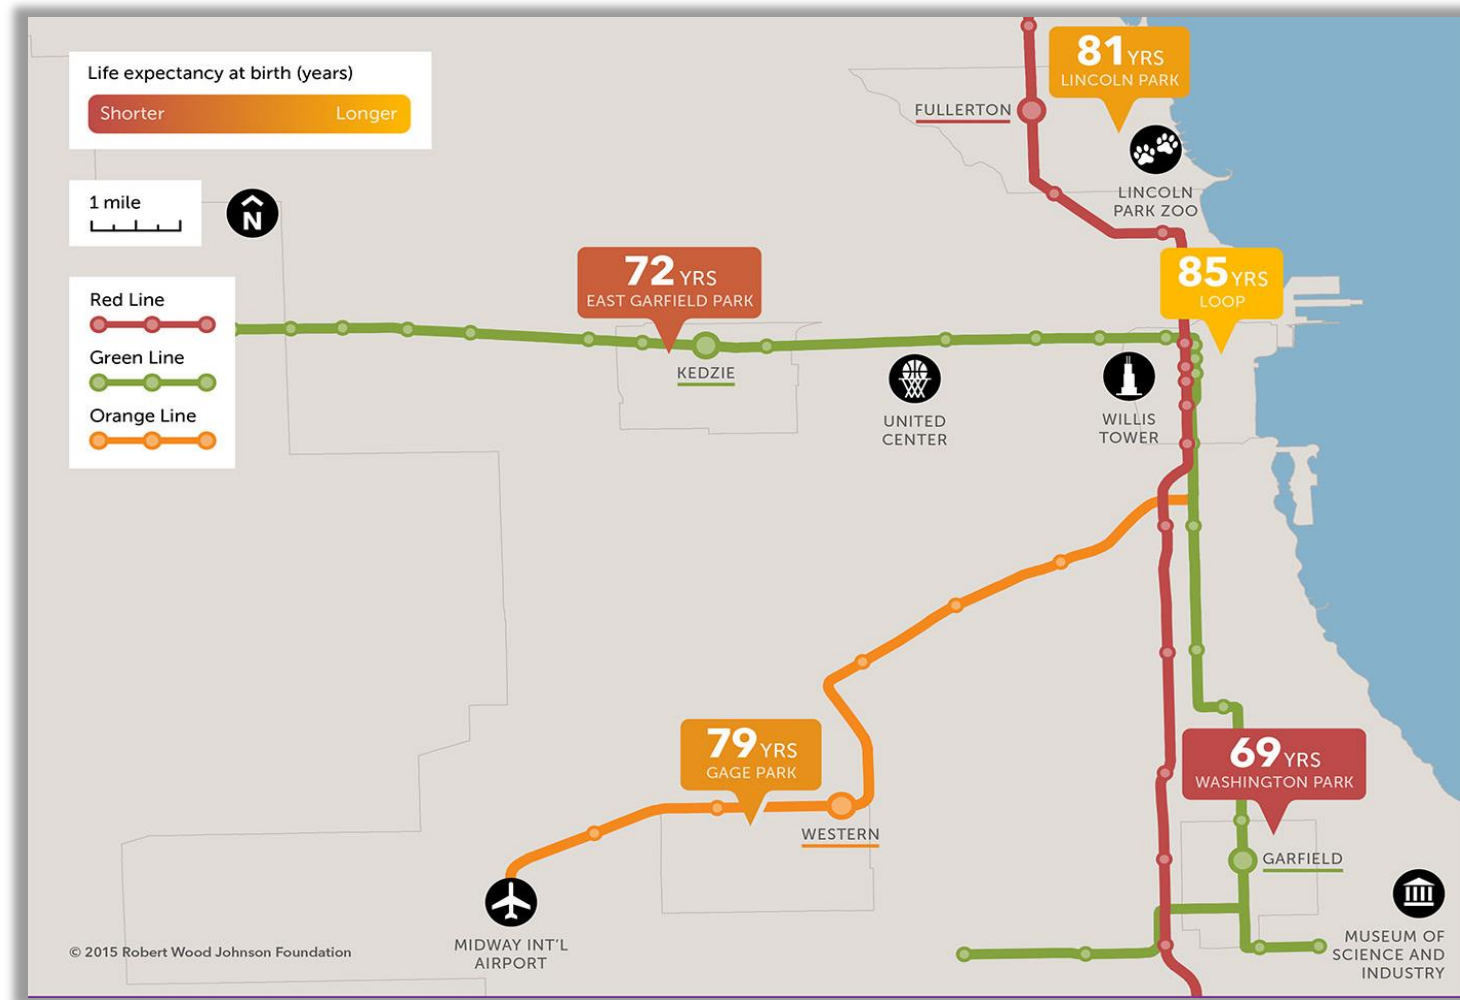 Life expectancy at birth (years)
Shorter
Longer
1 mile
N
Red Line
Green Line
Orange Line
81 YRS
LINCOLN PARK
FULLERTON
LINCOLN
PARK ZOO
72 YRS
EAST GARFIELD PARK
85 YRS
LOOP
KEDZIE
UNITED
CENTER
WILLIS
TOWER
79 YRS
GAGE PARK
WESTERN
69 YRS
WASHINGTON PARK
GARFIELD
MIDWAY INT'L
AIRPORT
MUSEUM OF
SCIENCE AND
INDUSTRY
© 2015 Robert Wood Johnson Foundation